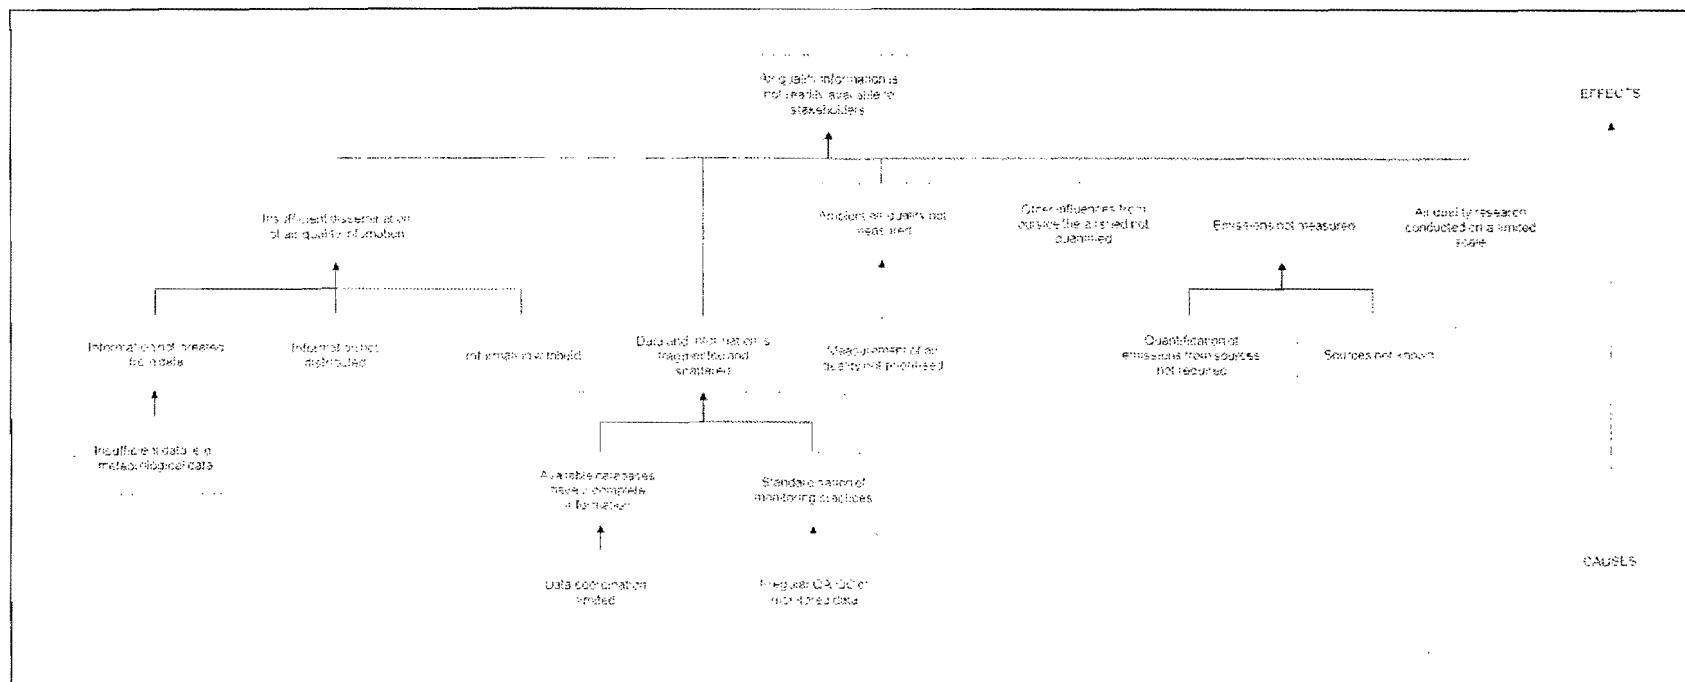 Air quality information is
not readily available to
stakeholders
EFFECTS
Insufficient dissemination
of air quality information
Ambient air quality not
measured
Other influences from
outside the airshed not
quantified
Emissions not measured
Air quality research
conducted on a limited
scale
Information not created
from data
Information not
distributed
Information withheld
Data and information is
fragmented and
scattered
Measurement of air
quality not prioritised
Quantification of
emissions from sources
not required
Sources not known
Insufficient data e.g.
meteorological data
Available databases
have incomplete
information
Standardisation of
monitoring practices
Data coordination
limited
Irregular QA/QC of
monitored data
CAUSES